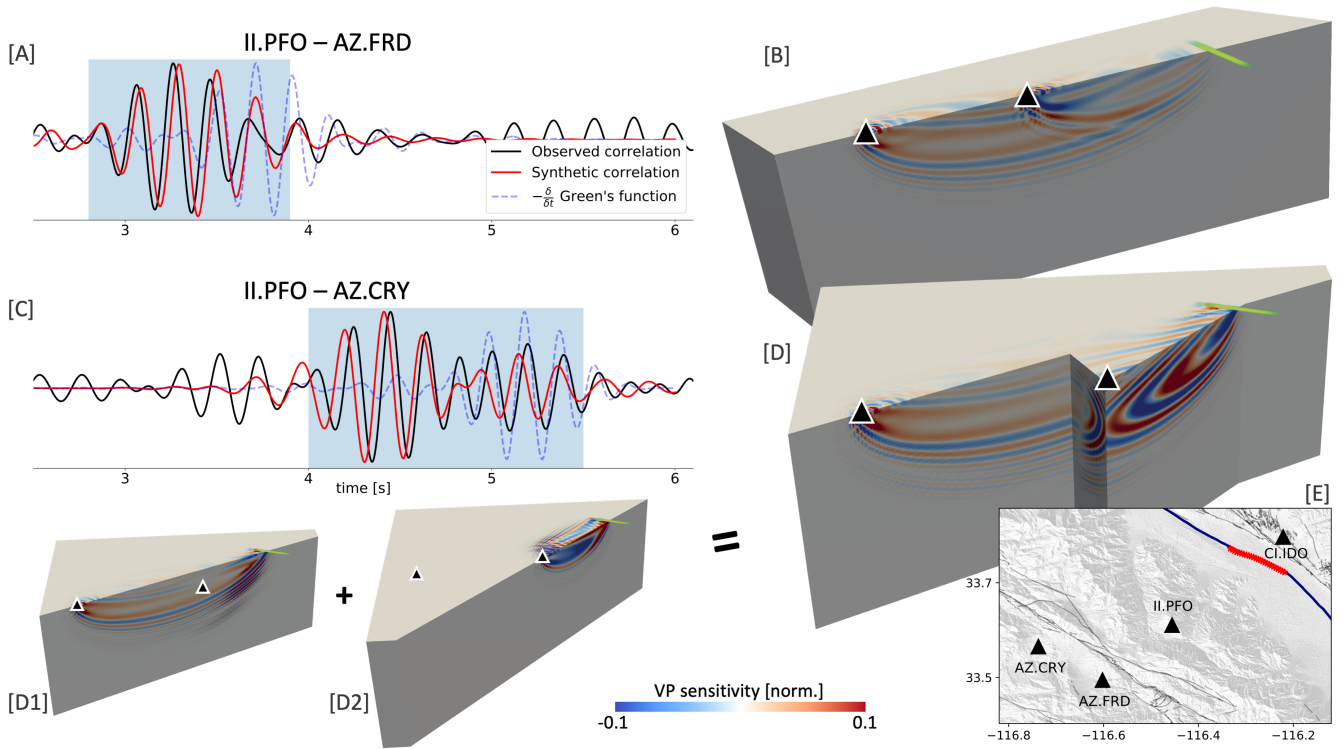 II.PFO – AZ.FRD
[A]
Observed correlation
Synthetic correlation
−δ/δt Green's function
3 4 5 6
[B]
II.PFO – AZ.CRY
[C]
3 4 5 6
time [s]
[D]
+
=
[D1]
[D2]
VP sensitivity [norm.]
-0.1 0.1
[E]
CI.IDO
33.7
II.PFO
AZ.CRY
33.5
AZ.FRD
−116.8 −116.6 −116.4 −116.2